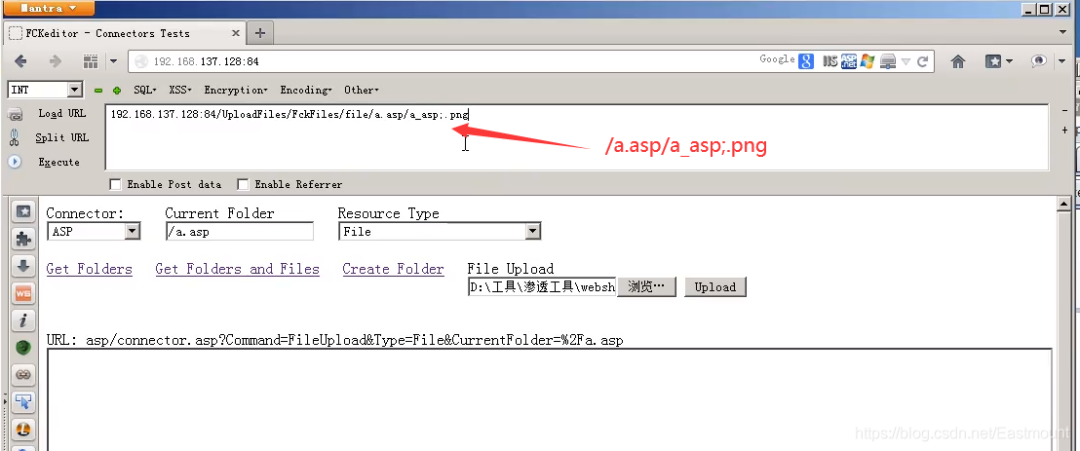 Mantra
FCKeditor - Connectors Tests
192.168.137.128:84
Google
INT
SQL
XSS
Encryption
Encoding
Other
Load URL
192.168.137.128:84/UploadFiles/FckFiles/file/a.asp/a_asp;.png
Split URL
/a.asp/a_asp;.png
Execute
Enable Post data
Enable Referrer
Connector:
Current Folder
Resource Type
ASP
/a.asp
File
Get Folders
Get Folders and Files
Create Folder
File Upload
D:\工具\渗透工具\websh
浏览…
Upload
URL: asp/connector.asp?Command=FileUpload&Type=File&CurrentFolder=%2Fa.asp
https://blog.csdn.net/Eastmount